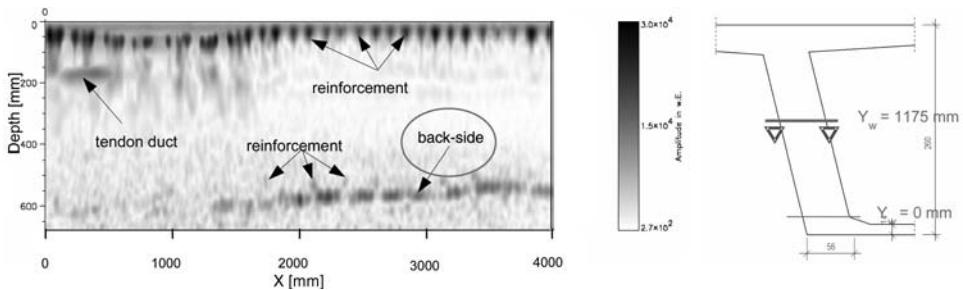 0
200
400
600
Depth [mm]
tendon duct
reinforcement
reinforcement
back-side
0
1000
2000
3000
4000
X [mm]
3.0×10⁴
1.5×10⁴
2.7×10²
Amplitude in w.E.
Y_w = 1175 mm
260
= 0 mm
56